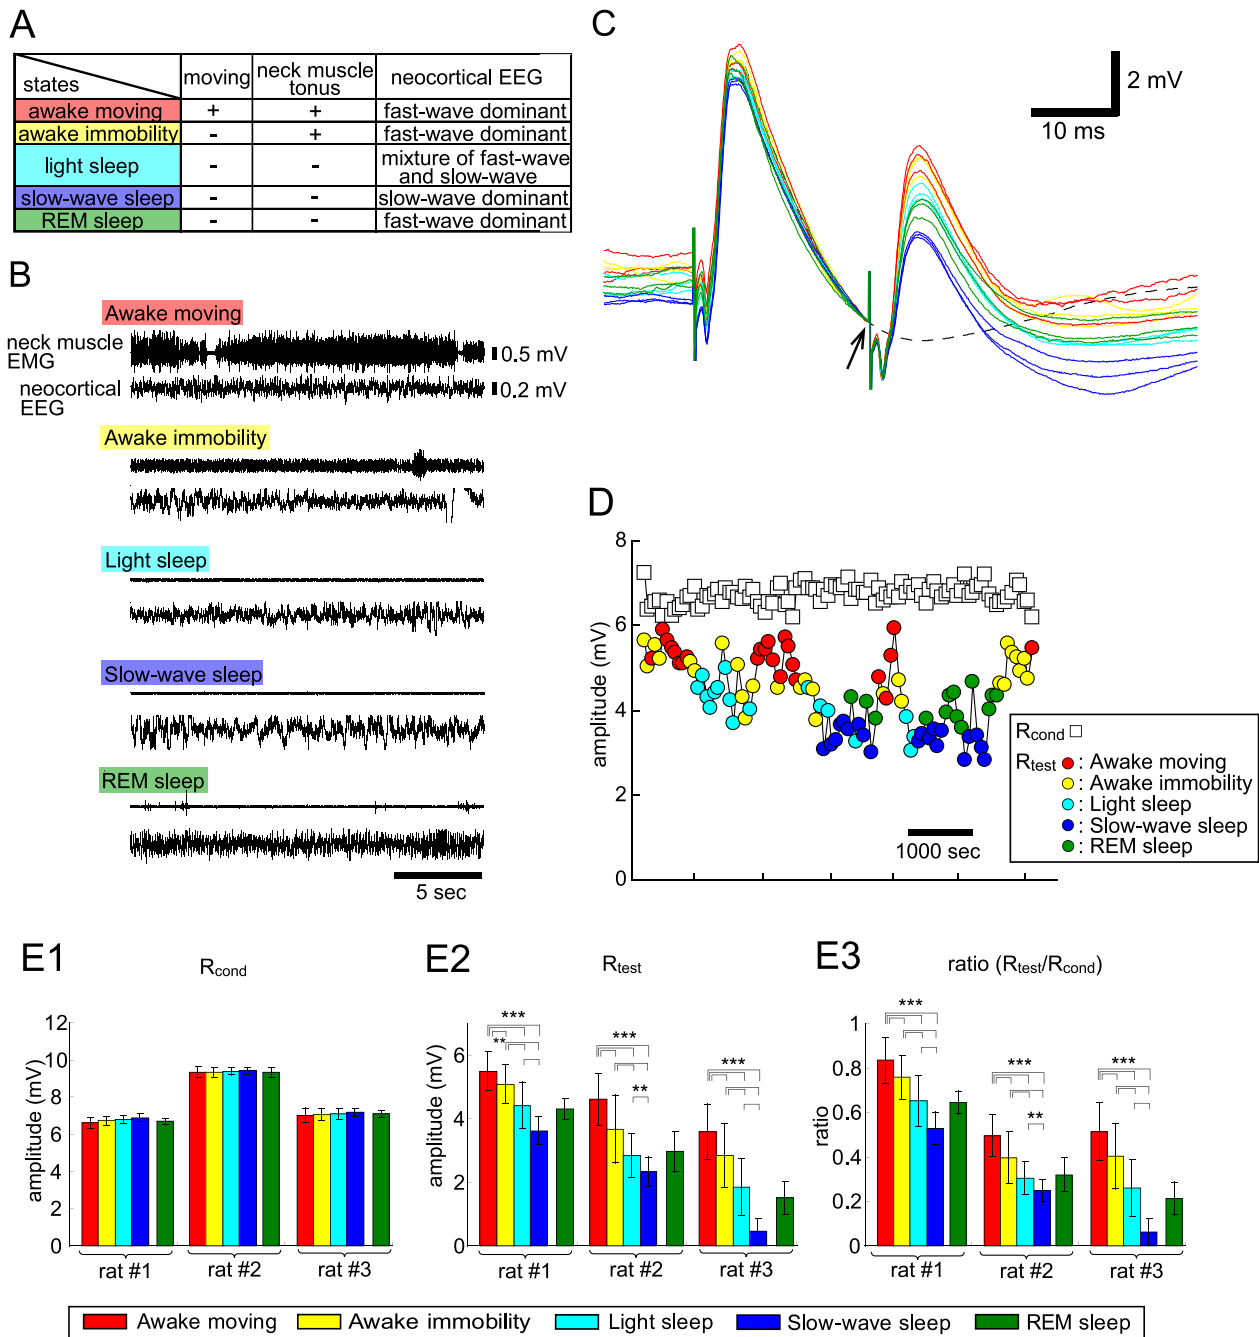 A
states
moving
neck muscle tonus
neocortical EEG
awake moving + + fast-wave dominant
awake immobility - + fast-wave dominant
light sleep - - mixture of fast-wave and slow-wave
slow-wave sleep - - slow-wave dominant
REM sleep - - fast-wave dominant
B
Awake moving
neck muscle EMG
0.5 mV
neocortical EEG
0.2 mV
Awake immobility
Light sleep
Slow-wave sleep
REM sleep
5 sec
C
2 mV
10 ms
D
8
6
4
2
0
amplitude (mV)
1000 sec
Rcond
Rtest : Awake moving
: Awake immobility
: Light sleep
: Slow-wave sleep
: REM sleep
E1
Rcond
amplitude (mV)
12
10
8
6
4
2
0
rat #1 rat #2 rat #3
E2
Rtest
amplitude (mV)
6
4
2
0
***
**
***
**
***
rat #1 rat #2 rat #3
E3
ratio (Rtest/Rcond)
ratio
1
0.8
0.6
0.4
0.2
0
***
***
**
***
rat #1 rat #2 rat #3
Awake moving Awake immobility Light sleep Slow-wave sleep REM sleep